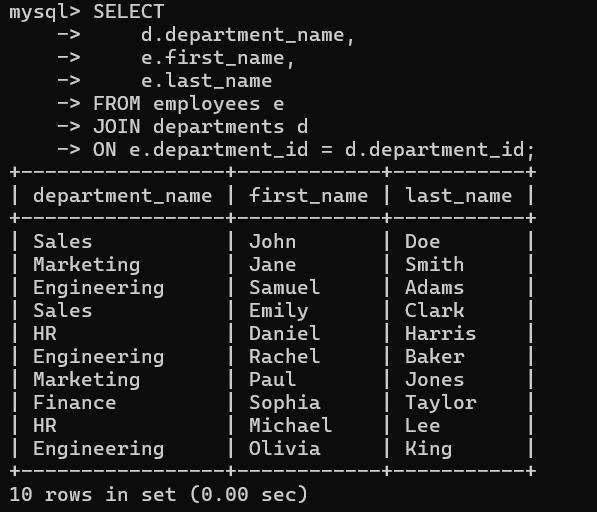 mysql> SELECT
    ->     d.department_name,
    ->     e.first_name,
    ->     e.last_name
    -> FROM employees e
    -> JOIN departments d
    -> ON e.department_id = d.department_id;
+-----------------+------------+-----------+
| department_name | first_name | last_name |
+-----------------+------------+-----------+
| Sales           | John       | Doe       |
| Marketing       | Jane       | Smith     |
| Engineering     | Samuel     | Adams     |
| Sales           | Emily      | Clark     |
| HR              | Daniel     | Harris    |
| Engineering     | Rachel     | Baker     |
| Marketing       | Paul       | Jones     |
| Finance         | Sophia     | Taylor    |
| HR              | Michael    | Lee       |
| Engineering     | Olivia     | King      |
+-----------------+------------+-----------+
10 rows in set (0.00 sec)